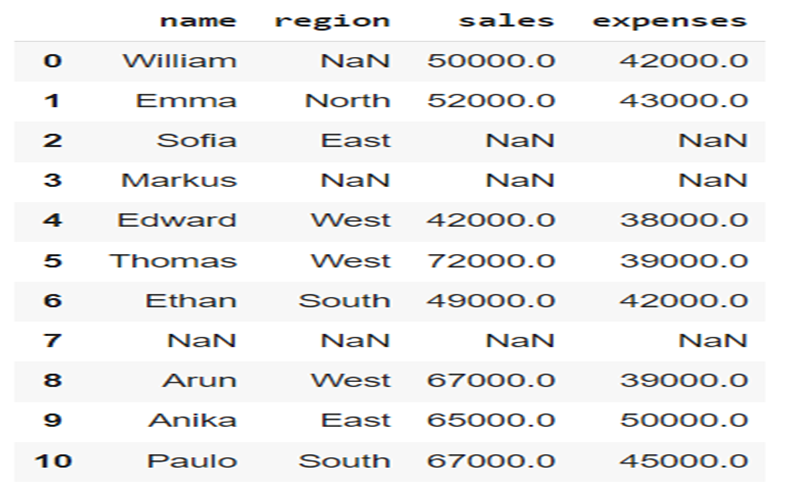 name region sales expenses
0 William NaN 50000.0 42000.0
1 Emma North 52000.0 43000.0
2 Sofia East NaN NaN
3 Markus NaN NaN NaN
4 Edward West 42000.0 38000.0
5 Thomas West 72000.0 39000.0
6 Ethan South 49000.0 42000.0
7 NaN NaN NaN NaN
8 Arun West 67000.0 39000.0
9 Anika East 65000.0 50000.0
10 Paulo South 67000.0 45000.0